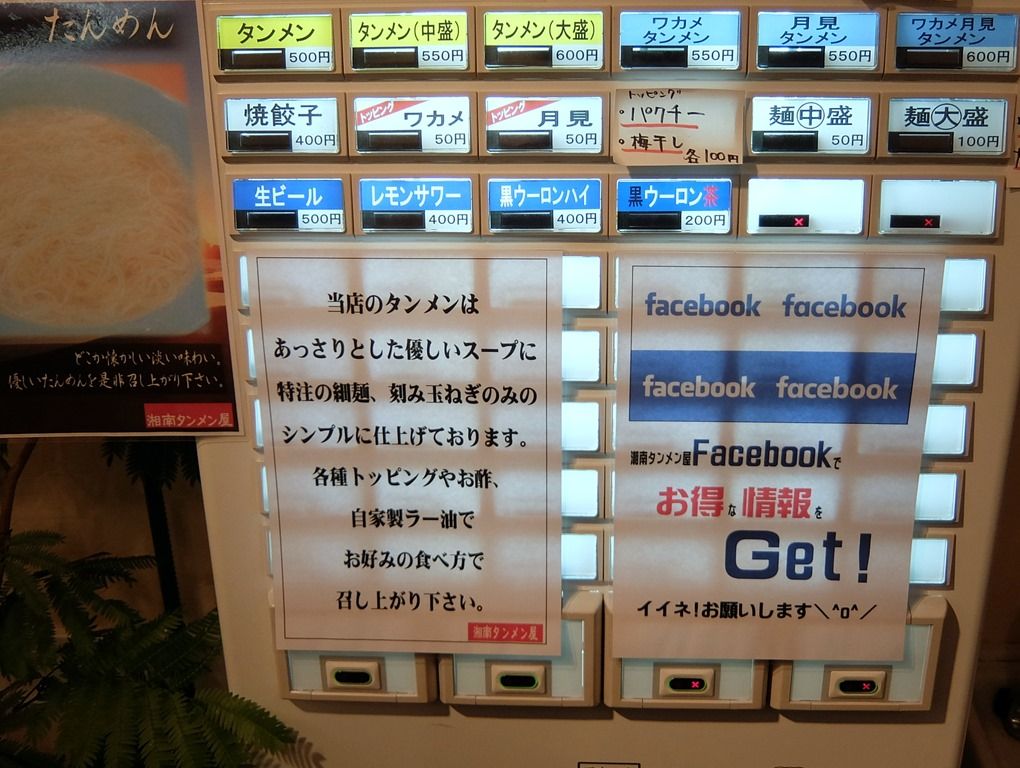 たんめん
どこか懐かしい淡い味わい。
優しいたんめんを是非召し上がり下さい。
湘南タンメン屋
タンメン
500円
タンメン(中盛)
550円
タンメン(大盛)
600円
ワカメ
タンメン
550円
月見
タンメン
550円
ワカメ月見
タンメン
600円
焼餃子
400円
トッピング
ワカメ
50円
トッピング
月見
50円
トッピング
・パクチー
・梅干し
各100円
麺中盛
50円
麺大盛
100円
生ビール
500円
レモンサワー
400円
黒ウーロンハイ
400円
黒ウーロン茶
200円
当店のタンメンは
あっさりとした優しいスープに
特注の細麺、刻み玉ねぎのみの
シンプルに仕上げております。
各種トッピングやお酢、
自家製ラー油で
お好みの食べ方で
召し上がり下さい。
湘南タンメン屋
facebook facebook
facebook facebook
湘南タンメン屋Facebookで
お得な情報を
Get!
イイネ!お願いします＼^o^／